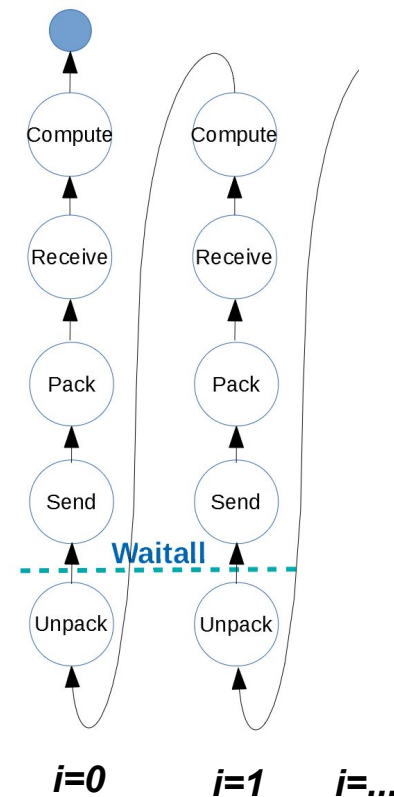 Compute
Compute
Receive
Receive
Pack
Pack
Send
Send
Waitall
Unpack
Unpack
i=0
i=1
i=...